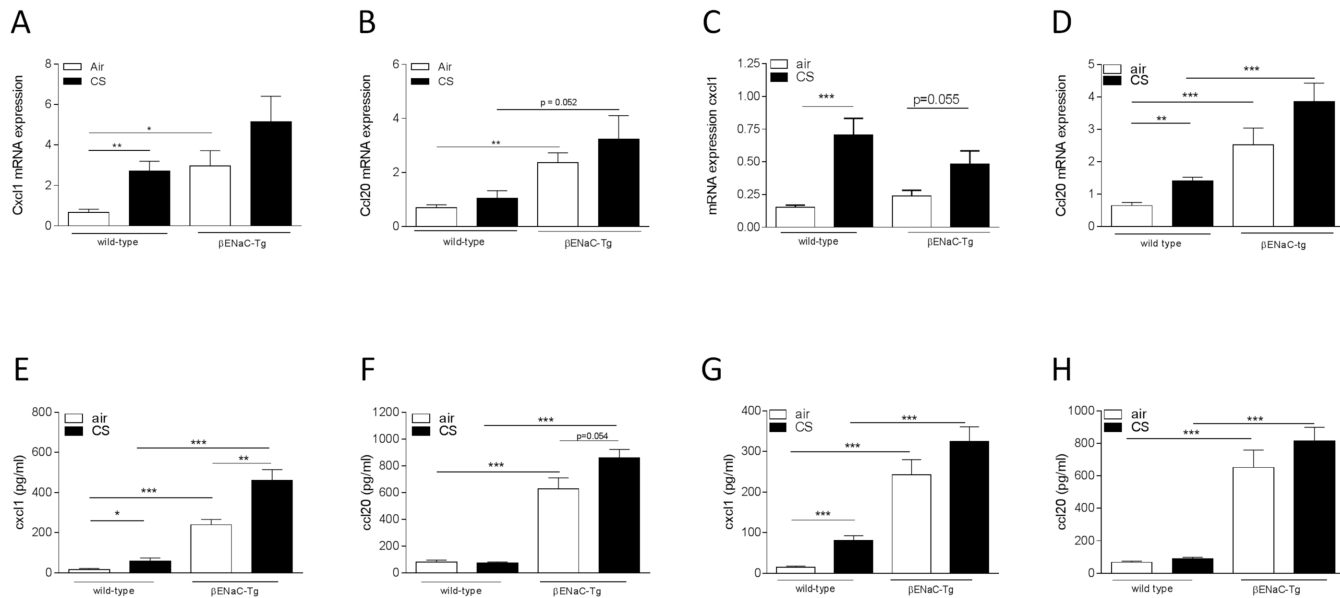 A
Cxcl1 mRNA expression
8
6
4
2
0
Air
CS
*
**
wild-type
βENaC-Tg
B
Ccl20 mRNA expression
6
4
2
0
Air
CS
p = 0.052
**
wild-type
βENaC-Tg
C
mRNA expression cxcl1
1.25
1.00
0.75
0.50
0.25
0.00
air
CS
***
p=0.055
wild-type
βENaC-Tg
D
Ccl20 mRNA expression
5
4
3
2
1
0
air
CS
***
***
**
wild type
βENaC-tg
E
cxcl1 (pg/ml)
800
600
400
200
0
air
CS
***
**
***
*
wild-type
βENaC-Tg
F
ccl20 (pg/ml)
1200
1000
800
600
400
200
0
air
CS
***
p=0.054
***
wild-type
βENaC-Tg
G
cxcl1 (pg/ml)
400
300
200
100
0
air
CS
***
***
***
wild-type
βENaC-Tg
H
ccl20 (pg/ml)
1000
800
600
400
200
0
air
CS
***
***
wild type
βENaC-Tg